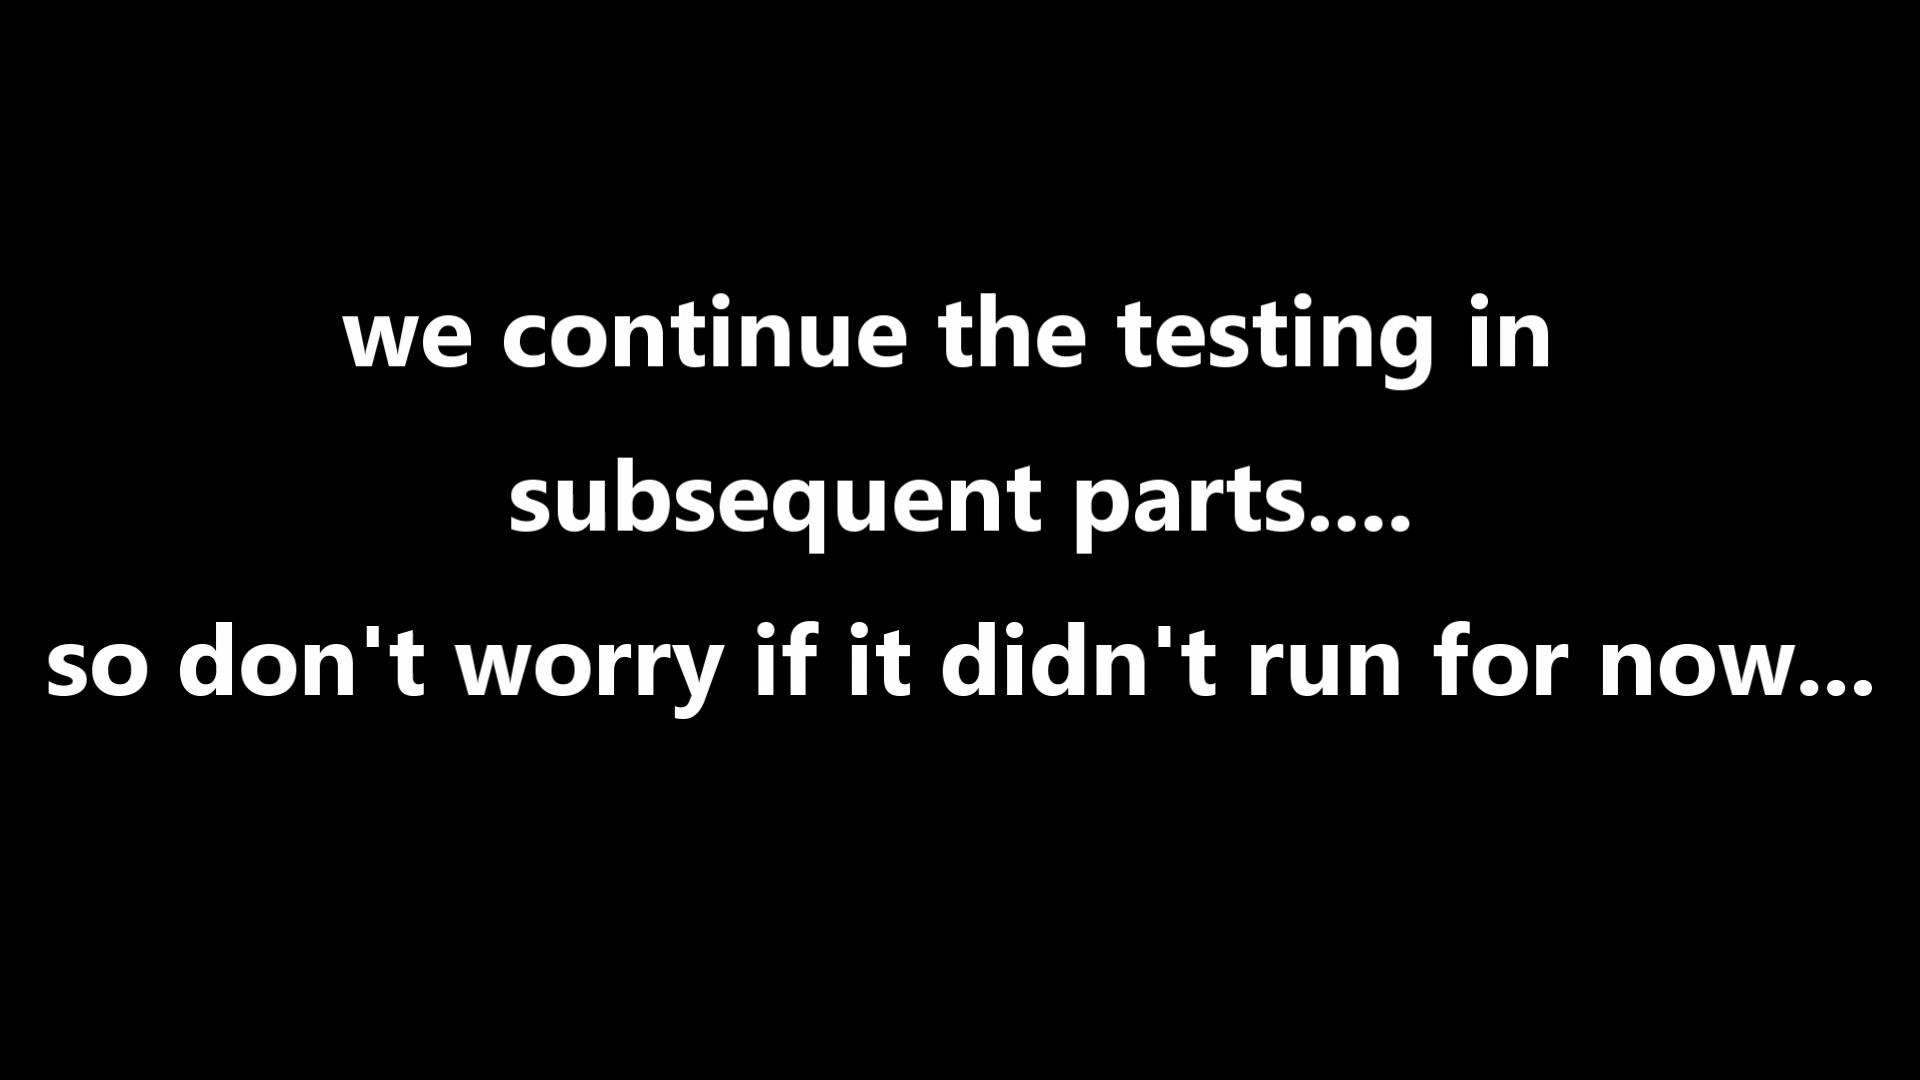 we continue the testing in
subsequent parts....
so don't worry if it didn't run for now...